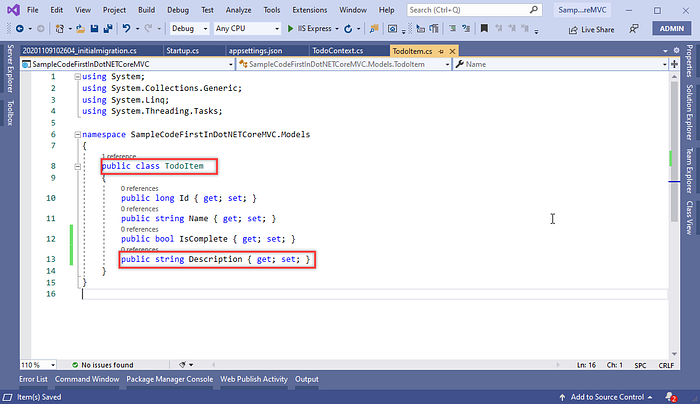 File Edit View Project Build Debug Test Analyze Tools Extensions Window Help Search (Ctrl+Q) Samp...reMVC
Debug Any CPU IIS Express Live Share ADMIN
20201109102604_initialmigration.cs Startup.cs appsettings.json TodoContext.cs TodoItem.cs
SampleCodeFirstInDotNETCoreMVC SampleCodeFirstInDotNETCoreMVC.Models.TodoItem Name
Server Explorer
Toolbox
1 using System;
2 using System.Collections.Generic;
3 using System.Linq;
4 using System.Threading.Tasks;
5
6 namespace SampleCodeFirstInDotNETCoreMVC.Models
7 {
1 reference
8 public class TodoItem
9 {
0 references
10 public long Id { get; set; }
0 references
11 public string Name { get; set; }
0 references
12 public bool IsComplete { get; set; }
0 references
13 public string Description { get; set; }
14 }
15 }
16
Properties
Solution Explorer
Team Explorer
Class View
110 % No issues found Ln: 16 Ch: 1 SPC CRLF
Error List Command Window Package Manager Console Web Publish Activity Output
Item(s) Saved Add to Source Control 2